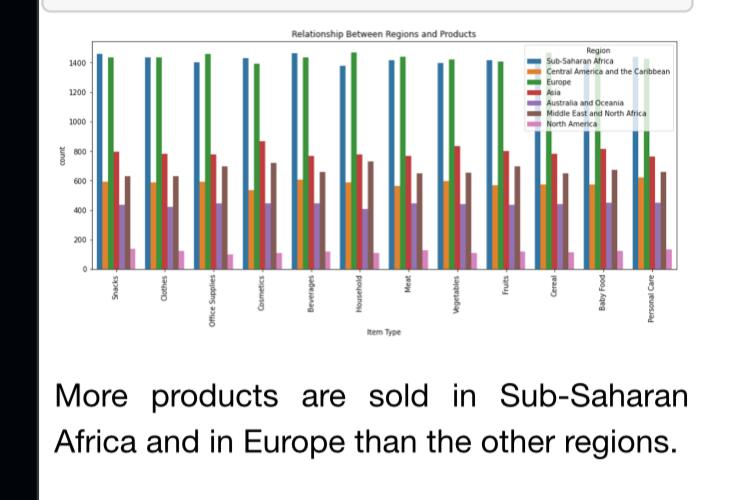 Relationship Between Regions and Products
Region
Sub-Saharan Africa
Central America and the Caribbean
Europe
Asia
Australia and Oceania
Middle East and North Africa
North America
1400
1200
1000
800
600
400
200
0
count
Snacks
Clothes
Office Supplies
Cosmetics
Beverages
Household
Meat
Vegetables
Fruits
Cereal
Baby Food
Personal Care
Item Type
More products are sold in Sub-Saharan
Africa and in Europe than the other regions.